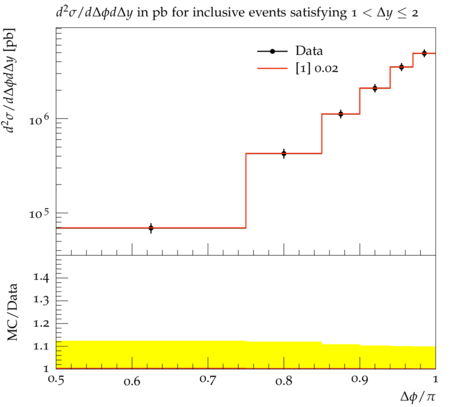 d²σ/dΔϕdΔy in pb for inclusive events satisfying 1 < Δy ≤ 2
d²σ/dΔϕdΔy [pb]
Data
[1] 0.02
10⁶
10⁵
MC/Data
1.4
1.3
1.2
1.1
1
0.5 0.6 0.7 0.8 0.9 1
Δϕ/π